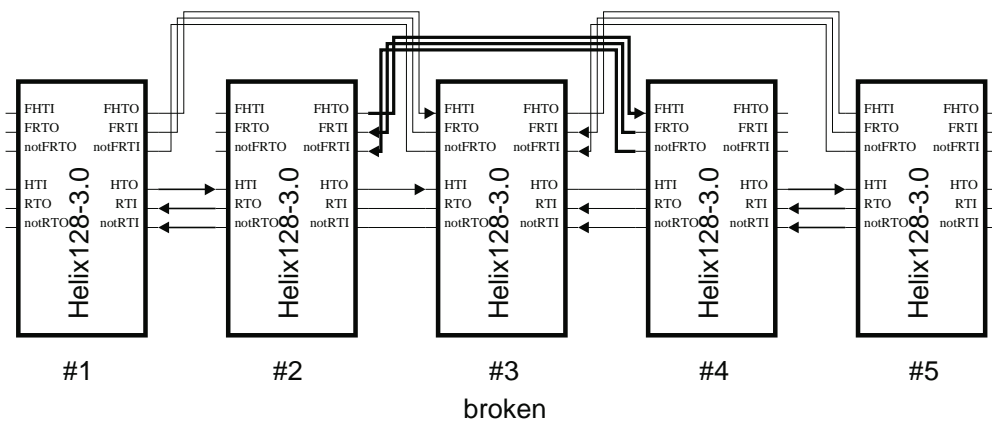 FHTI FHTO FHTI FHTO FHTI FHTO FHTI FHTO FHTI FHTO
FRTO FRTI FRTO FRTI FRTO FRTI FRTO FRTI FRTO FRTI
notFRTO notFRTI notFRTO notFRTI notFRTO notFRTI notFRTO notFRTI notFRTO notFRTI
HTI HTO HTI HTO HTI HTO HTI HTO HTI HTO
RTO RTI RTO RTI RTO RTI RTO RTI RTO RTI
notRTO notRTI notRTO notRTI notRTO notRTI notRTO notRTI notRTO notRTI
Helix128-3.0 Helix128-3.0 Helix128-3.0 Helix128-3.0 Helix128-3.0
#1 #2 #3 #4 #5
broken